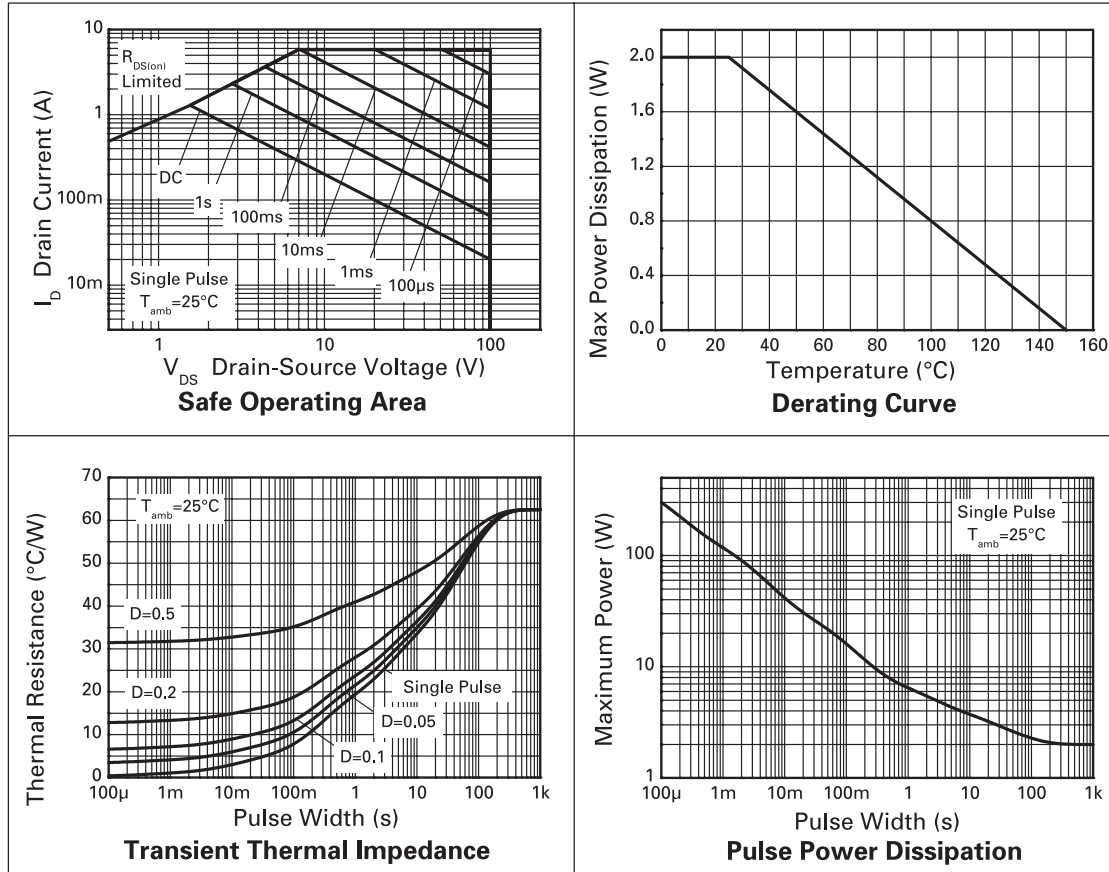 10
1
100m
10m
I_D Drain Current (A)
R_DS(on)
Limited
DC
1s
100ms
10ms
1ms
100µs
Single Pulse
T_amb=25°C
1
10
100
V_DS Drain-Source Voltage (V)
Safe Operating Area
2.0
1.6
1.2
0.8
0.4
0.0
Max Power Dissipation (W)
0 20 40 60 80 100 120 140 160
Temperature (°C)
Derating Curve
70
60
50
40
30
20
10
0
Thermal Resistance (°C/W)
T_amb=25°C
D=0.5
D=0.2
Single Pulse
D=0.05
D=0.1
100µ 1m 10m 100m 1 10 100 1k
Pulse Width (s)
Transient Thermal Impedance
100
10
1
Maximum Power (W)
Single Pulse
T_amb=25°C
100µ 1m 10m 100m 1 10 100 1k
Pulse Width (s)
Pulse Power Dissipation